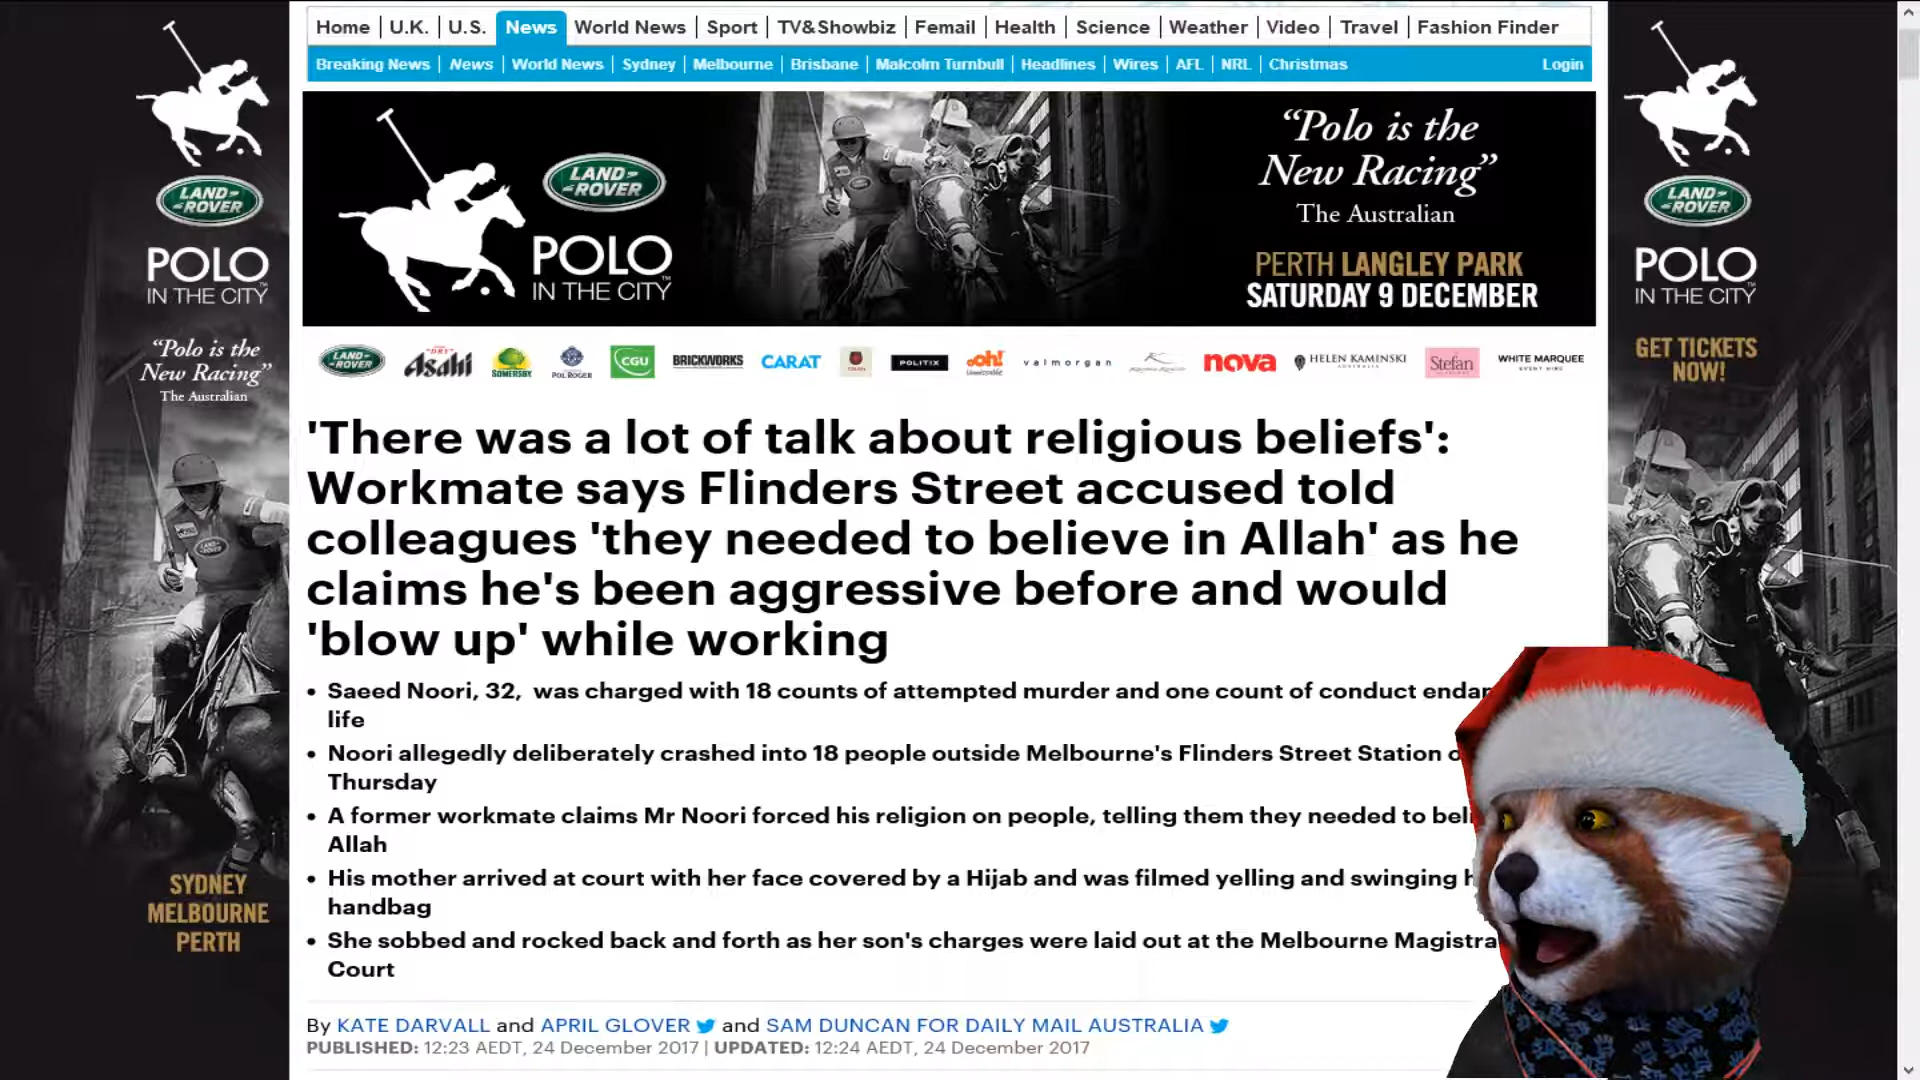 Home U.K. U.S. News World News Sport TV&Showbiz Femail Health Science Weather Video Travel Fashion Finder
Breaking News News World News Sydney Melbourne Brisbane Malcolm Turnbull Headlines Wires AFL NRL Christmas Login
LAND ROVER
POLO
IN THE CITY
"Polo is the
New Racing"
The Australian
SYDNEY
MELBOURNE
PERTH
LAND ROVER
POLO
IN THE CITY
"Polo is the
New Racing"
The Australian
PERTH LANGLEY PARK
SATURDAY 9 DECEMBER
LAND ROVER
POLO
IN THE CITY
GET TICKETS
NOW!
LAND ROVER Asahi SOMERSBY POL ROGER CGU BRICKWORKS CARAT POLITIX oh! valmorgan nova HELEN KAMINSKI AUSTRALIA Stefan WHITE MARQUEE EVENT HIRE
'There was a lot of talk about religious beliefs':
Workmate says Flinders Street accused told
colleagues 'they needed to believe in Allah' as he
claims he's been aggressive before and would
'blow up' while working
• Saeed Noori, 32, was charged with 18 counts of attempted murder and one count of conduct endan
life
• Noori allegedly deliberately crashed into 18 people outside Melbourne's Flinders Street Station o
Thursday
• A former workmate claims Mr Noori forced his religion on people, telling them they needed to beli
Allah
• His mother arrived at court with her face covered by a Hijab and was filmed yelling and swinging h
handbag
• She sobbed and rocked back and forth as her son's charges were laid out at the Melbourne Magistra
Court
By KATE DARVALL and APRIL GLOVER and SAM DUNCAN FOR DAILY MAIL AUSTRALIA
PUBLISHED: 12:23 AEDT, 24 December 2017 | UPDATED: 12:24 AEDT, 24 December 2017